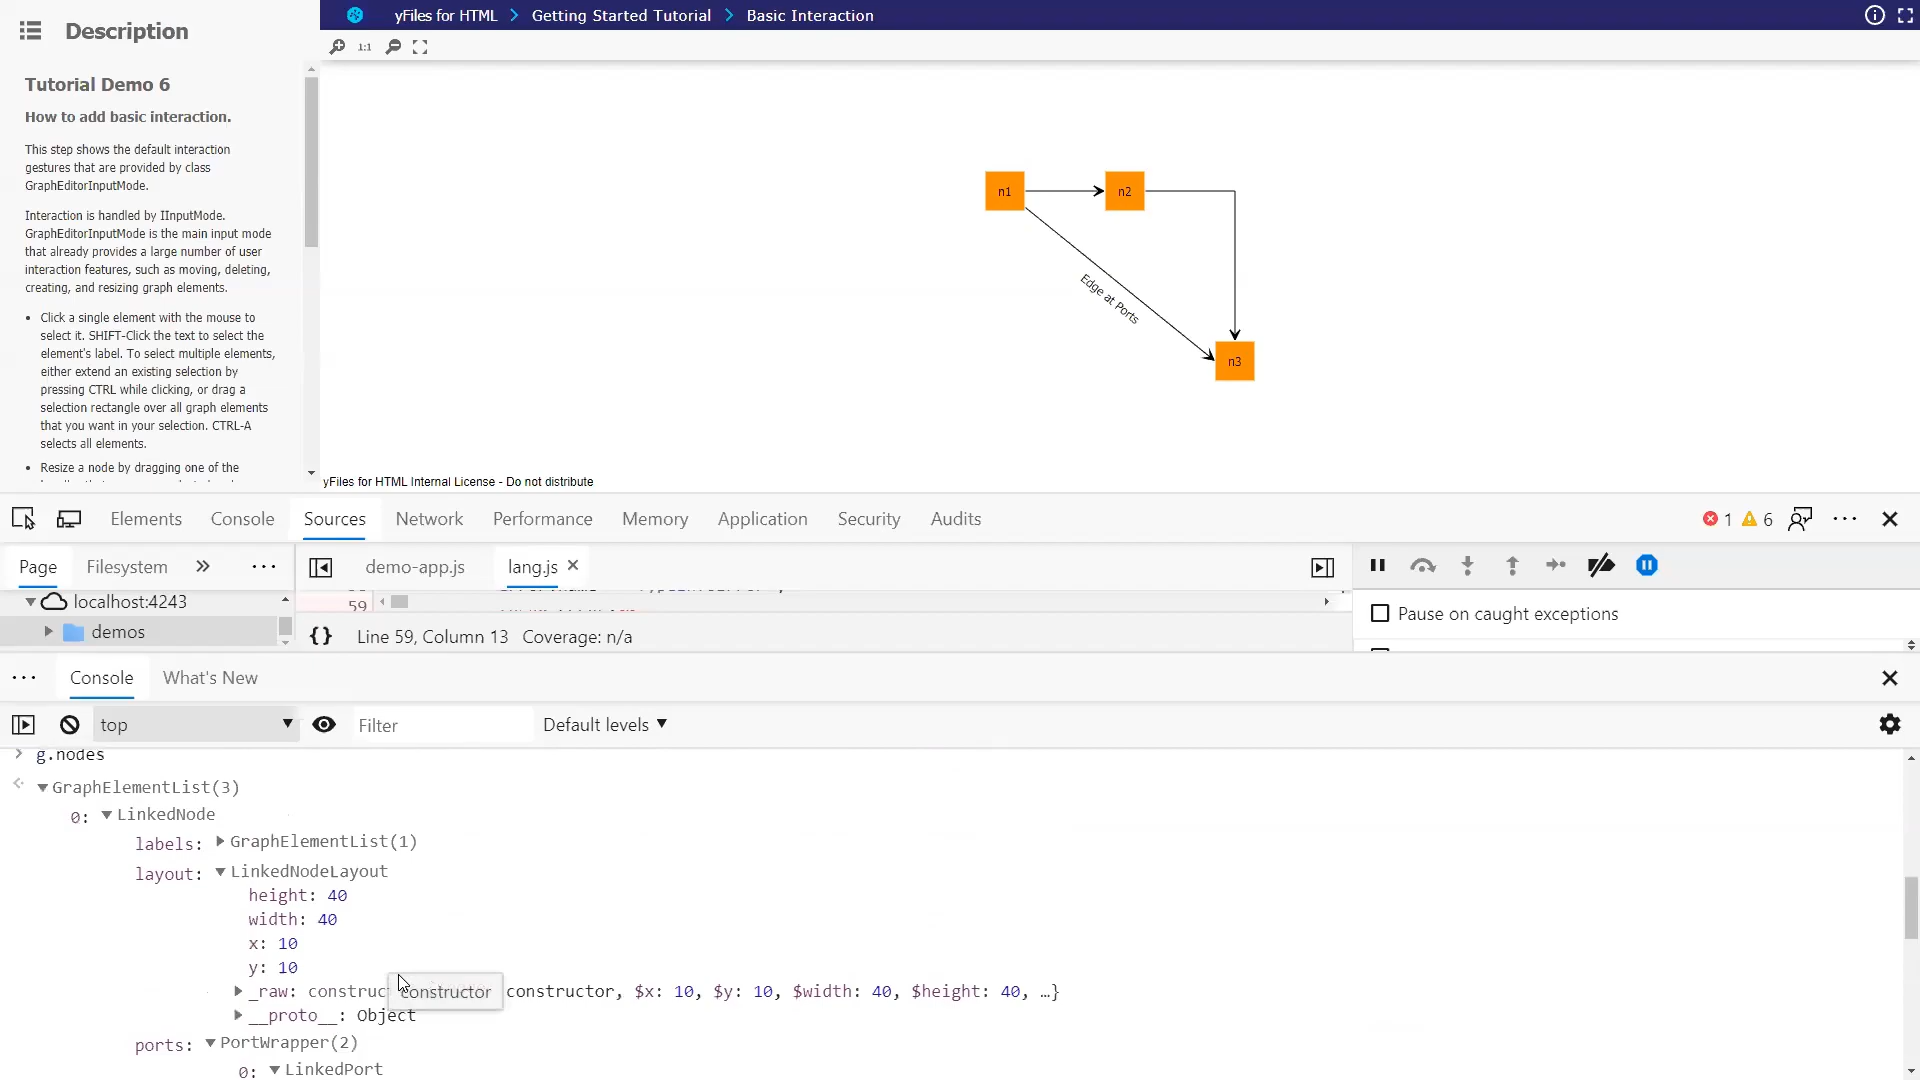 Description
yFiles for HTML > Getting Started Tutorial > Basic Interaction
1:1
Tutorial Demo 6
How to add basic interaction.
This step shows the default interaction
gestures that are provided by class
GraphEditorInputMode.
Interaction is handled by IInputMode.
GraphEditorInputMode is the main input mode
that already provides a large number of user
interaction features, such as moving, deleting,
creating, and resizing graph elements.
• Click a single element with the mouse to
select it. SHIFT-Click the text to select the
element's label. To select multiple elements,
either extend an existing selection by
pressing CTRL while clicking, or drag a
selection rectangle over all graph elements
that you want in your selection. CTRL-A
selects all elements.
• Resize a node by dragging one of the
n1
n2
Edge at Ports
n3
yFiles for HTML Internal License - Do not distribute
Elements Console Sources Network Performance Memory Application Security Audits 1 6
Page Filesystem » demo-app.js lang.js
localhost:4243
demos
59
{} Line 59, Column 13 Coverage: n/a
Pause on caught exceptions
Console What's New
top Filter Default levels
g.nodes
GraphElementList(3)
0: LinkedNode
labels: GraphElementList(1)
layout: LinkedNodeLayout
height: 40
width: 40
x: 10
y: 10
_raw: construc constructor constructor, $x: 10, $y: 10, $width: 40, $height: 40, …}
__proto__: Object
ports: PortWrapper(2)
0: LinkedPort